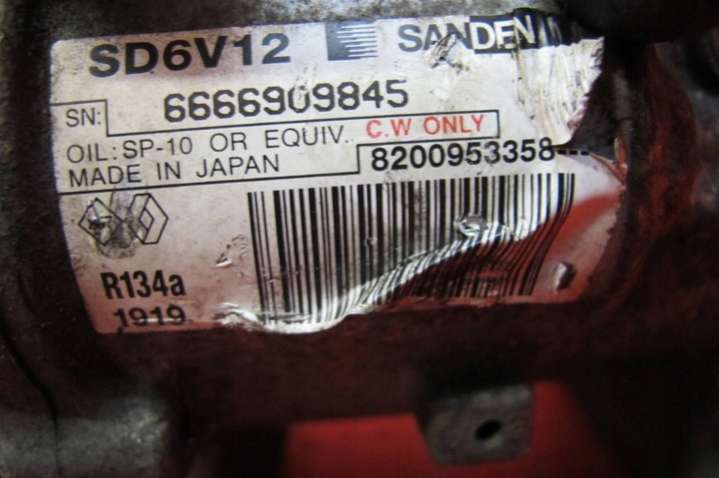 SD6V12 SANDEN
SN: 6666909845
OIL: SP-10 OR EQUIV. C.W ONLY
MADE IN JAPAN 8200953358
R134a
1919